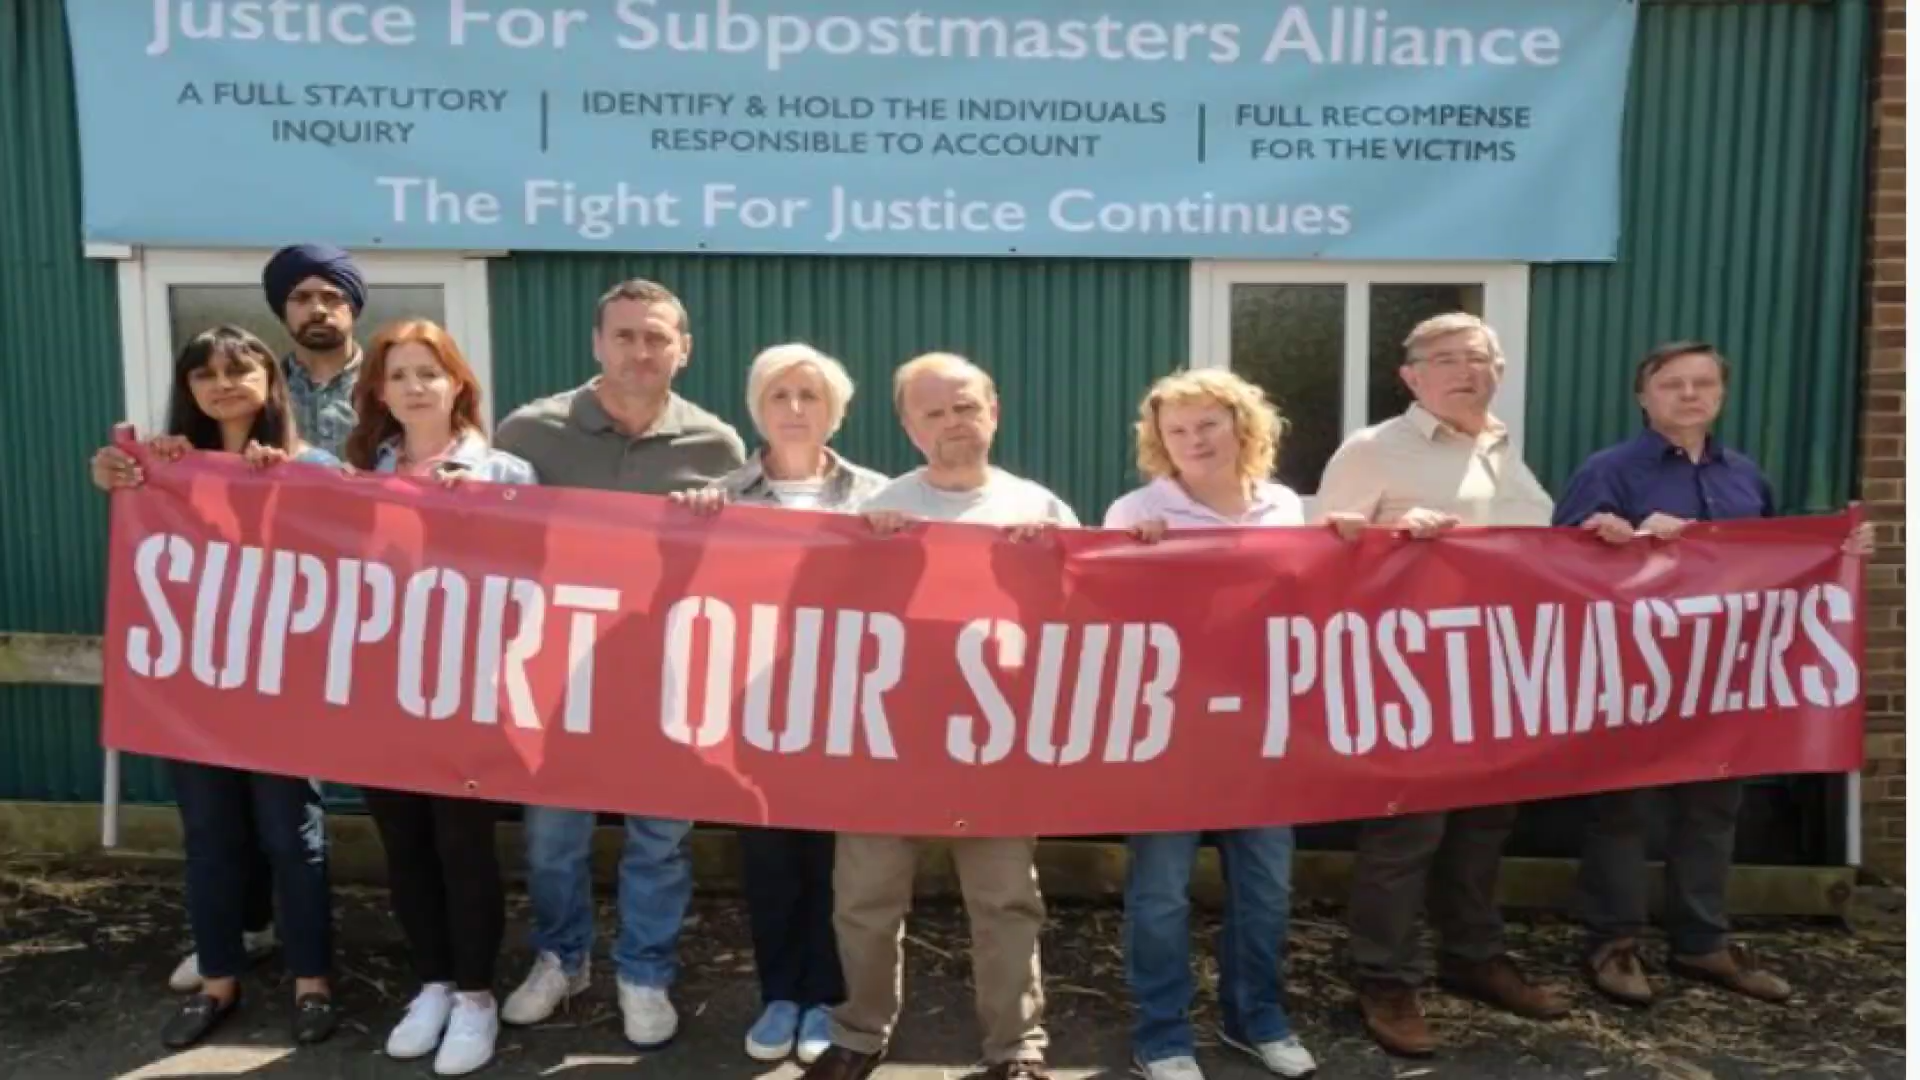 Justice For Subpostmasters Alliance
A FULL STATUTORY INQUIRY
IDENTIFY & HOLD THE INDIVIDUALS RESPONSIBLE TO ACCOUNT
FULL RECOMPENSE FOR THE VICTIMS
The Fight For Justice Continues
SUPPORT OUR SUB - POSTMASTERS